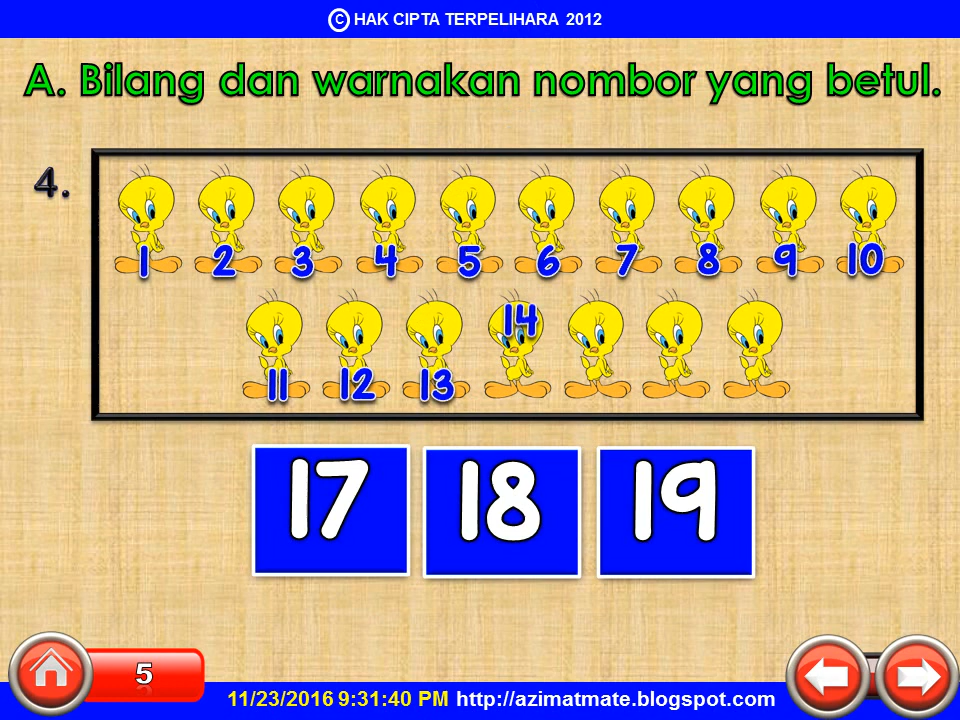 © HAK CIPTA TERPELIHARA 2012
A. Bilang dan warnakan nombor yang betul.
4.
1 2 3 4 5 6 7 8 9 10
11 12 13 14
17 18 19
5
11/23/2016 9:31:40 PM http://azimatmate.blogspot.com